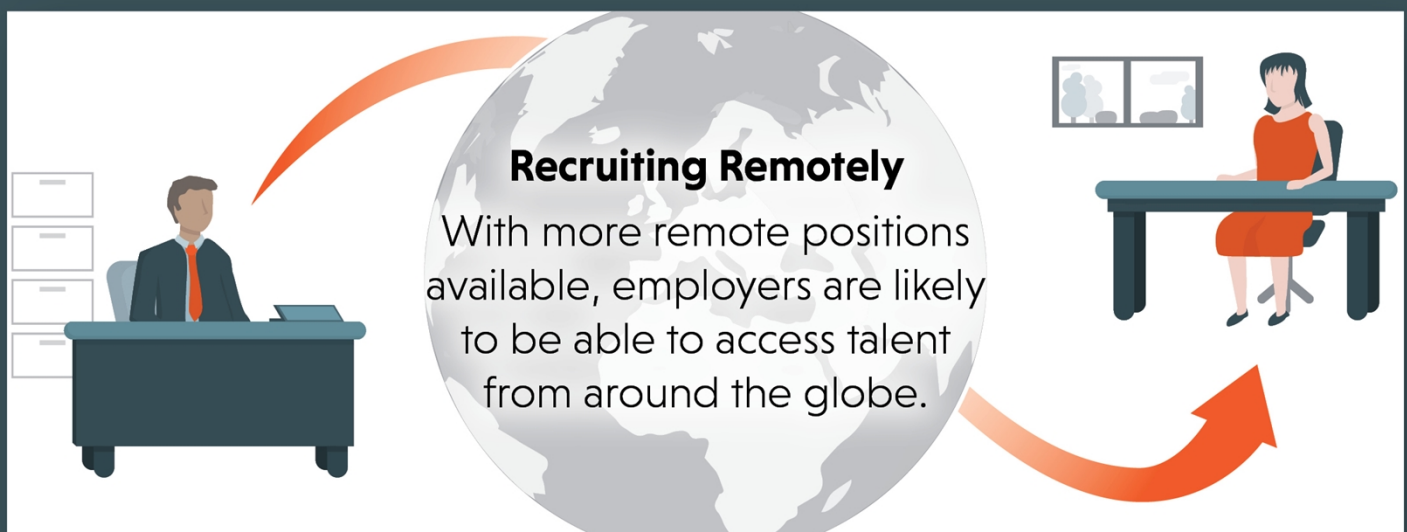 Recruiting Remotely
With more remote positions
available, employers are likely
to be able to access talent
from around the globe.